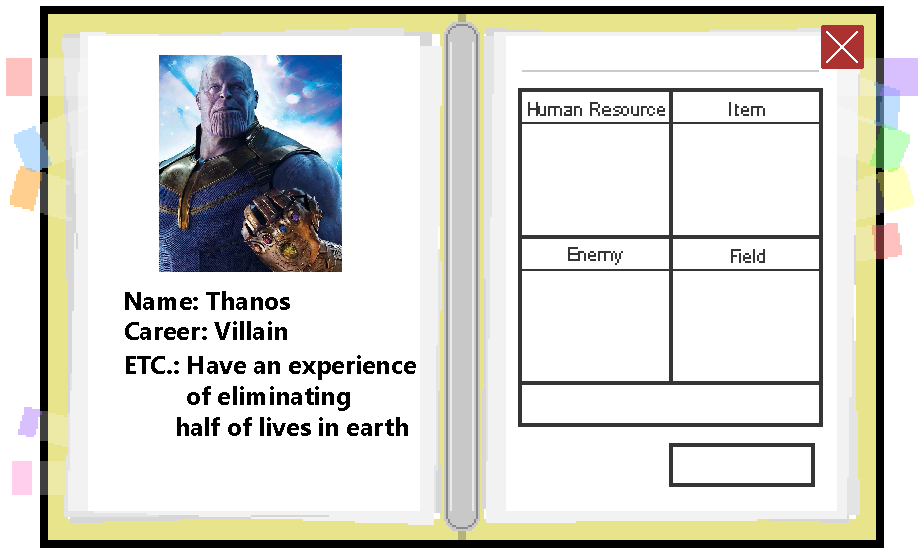 Name: Thanos
Career: Villain
ETC.: Have an experience
of eliminating
half of lives in earth
Human Resource
Item
Enemy
Field